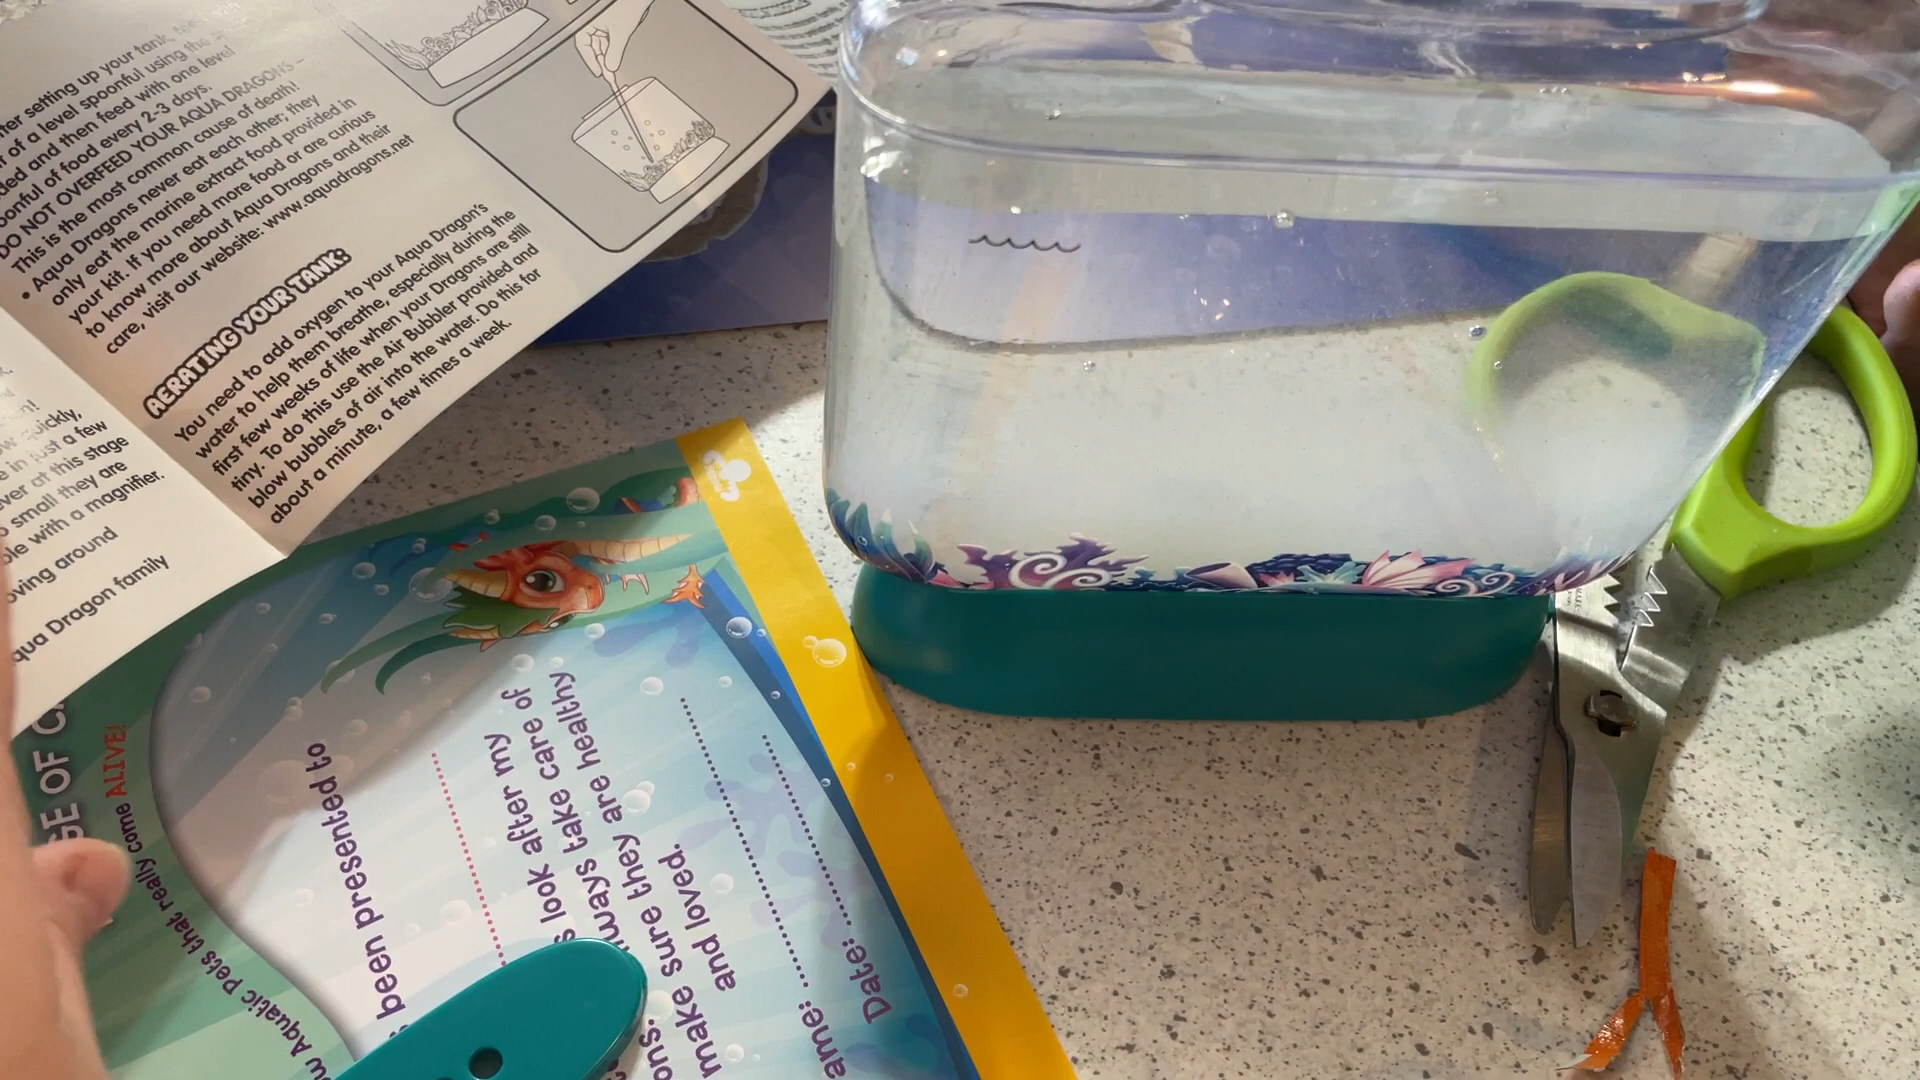 setting up your tank,
of a level spoonful using the
and then feed with one level
of food every 2-3 days.
DO NOT OVERFEED YOUR AQUA DRAGONS –
This is the most common cause of death!
• Aqua Dragons never eat each other; they
only eat the marine extract food provided in
your kit. If you need more food or are curious
to know more about Aqua Dragons and their
care, visit our website: www.aquadragons.net
AERATING YOUR TANK:
You need to add oxygen to your Aqua Dragon's
water to help them breathe, especially during the
first few weeks of life when your Dragons are still
tiny. To do this use the Air Bubbler provided and
blow bubbles of air into the water. Do this for
about a minute, a few times a week.
in just a few
at this stage
small they are
with a magnifier.
around
Dragon family
OF
Aquatic Pets that really come ALIVE!
been presented to
look after my
take care of
make sure they are healthy
and loved.
Date: